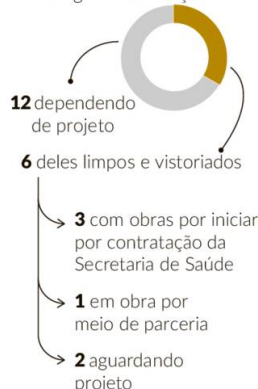 12 dependendo
de projeto
6 deles limpos e vistoriados
3 com obras por iniciar
por contratação da
Secretaria de Saúde
1 em obra por
meio de parceria
2 aguardando
projeto